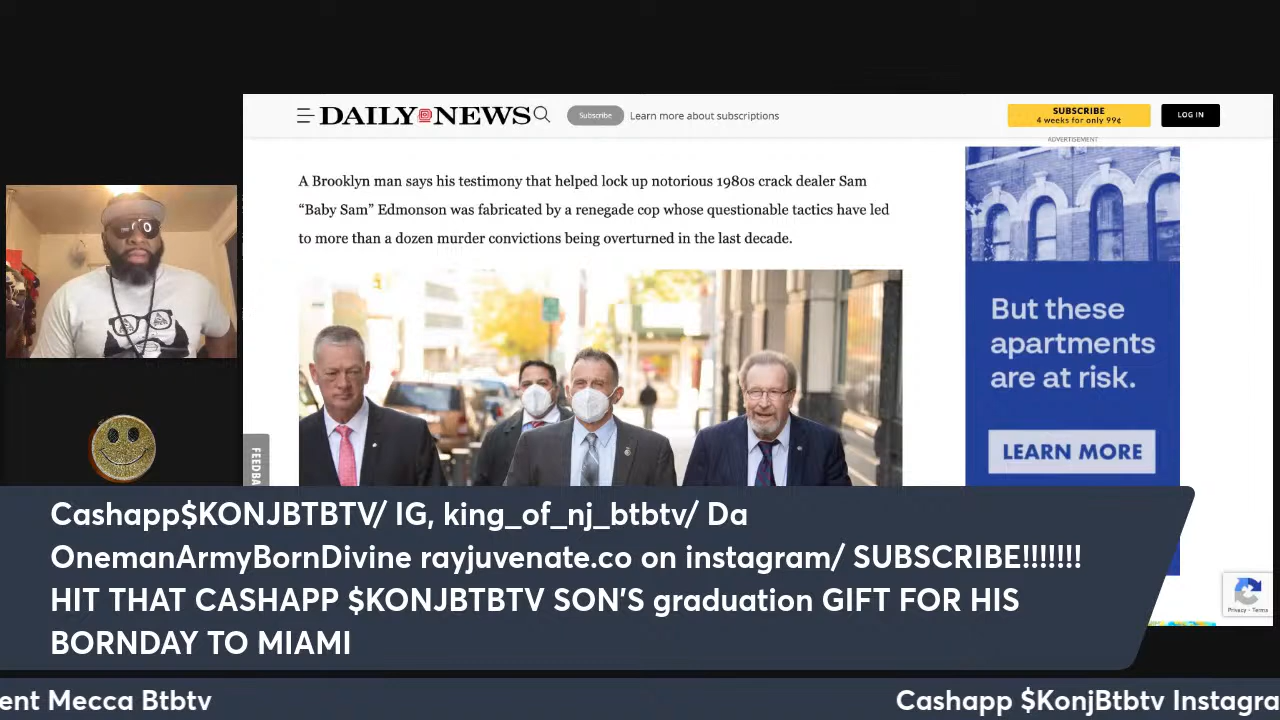 DAILY NEWS
Subscribe
Learn more about subscriptions
SUBSCRIBE
4 weeks for only 99¢
LOG IN
ADVERTISEMENT
A Brooklyn man says his testimony that helped lock up notorious 1980s crack dealer Sam
“Baby Sam” Edmonson was fabricated by a renegade cop whose questionable tactics have led
to more than a dozen murder convictions being overturned in the last decade.
But these
apartments
are at risk.
LEARN MORE
FEEDBA
Privacy - Terms
Cashapp$KONJBTBTV/ IG, king_of_nj_btbtv/ Da
OnemanArmyBornDivine rayjuvenate.co on instagram/ SUBSCRIBE!!!!!!!
HIT THAT CASHAPP $KONJBTBTV SON'S graduation GIFT FOR HIS
BORNDAY TO MIAMI
ent Mecca Btbtv
Cashapp $KonjBtbtv Instagra